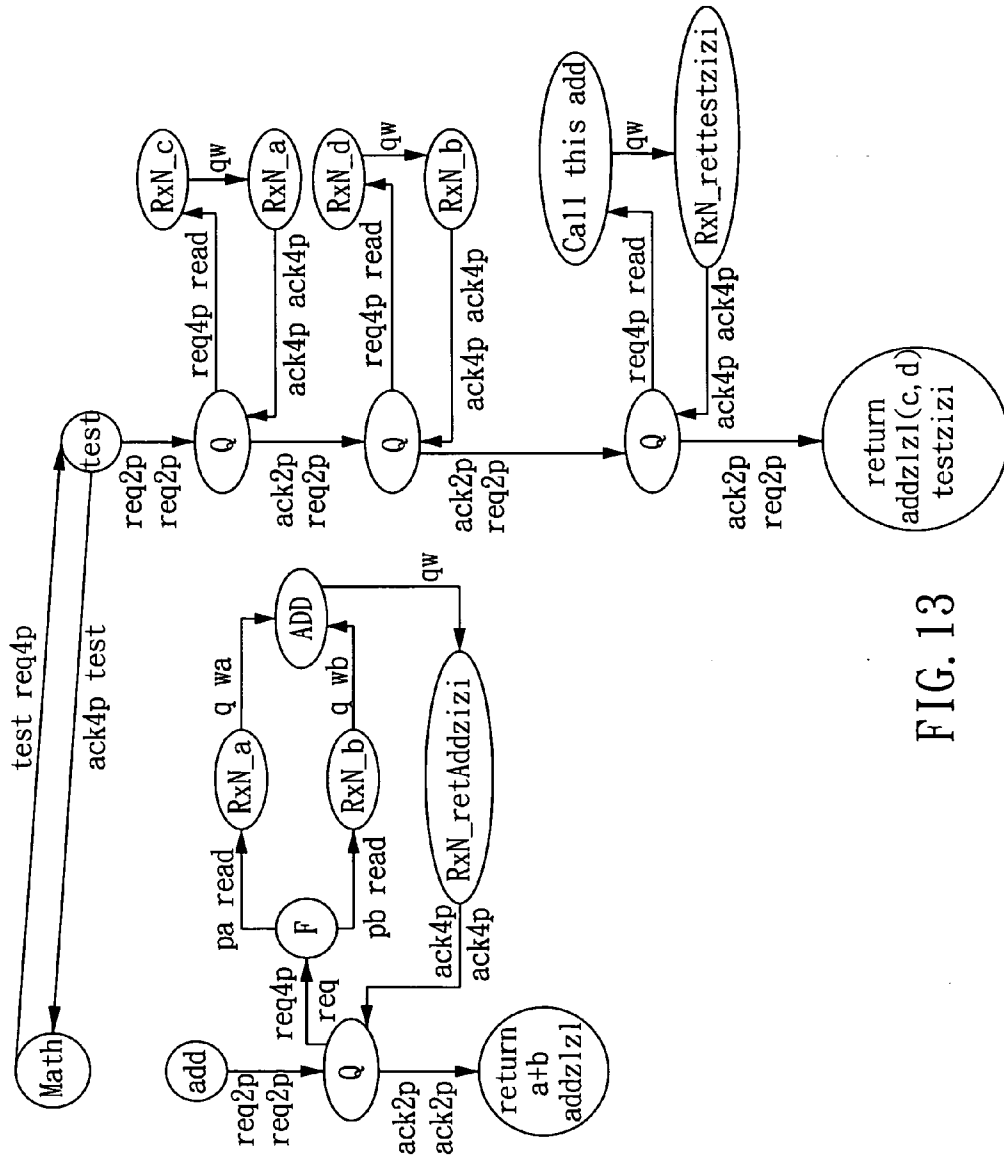 Math
test req4p
ack4p test
test
req2p
req2p
Q
req4p read
RxN_c
qw
RxN_a
ack4p ack4p
ack2p
req2p
Q
req4p read
RxN_d
qw
RxN_b
ack4p ack4p
ack2p
req2p
Q
req4p read
Call this add
qw
RxN_rettestzizi
ack4p ack4p
ack2p
req2p
return
addzlzl(c,d)
testzizi
add
req2p
req2p
Q
req4p
req
F
pa read
RxN_a
q wa
pb read
RxN_b
q wb
ADD
qw
RxN_retAddzizi
ack4p
ack4p
ack2p
ack2p
return
a+b
addzlzl
FIG. 13